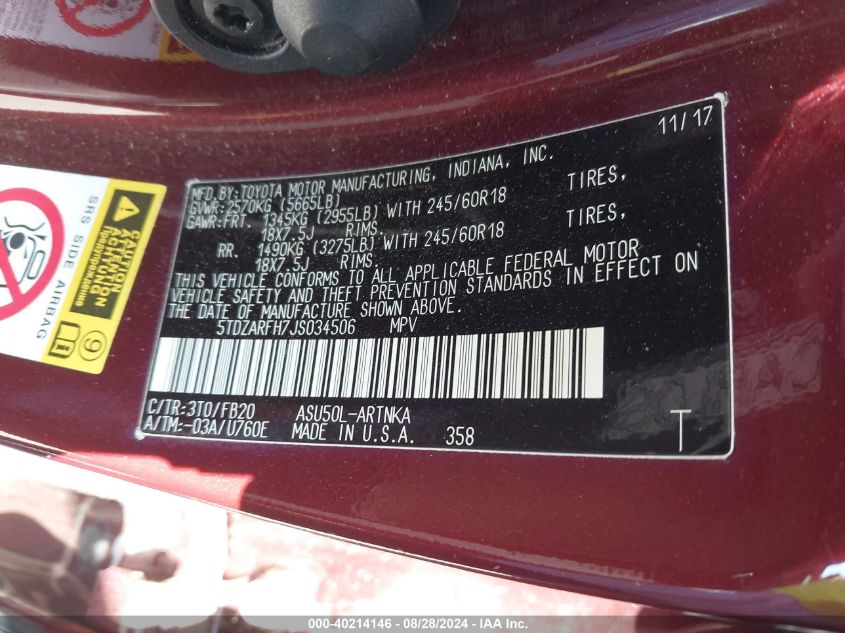 11/17
MFD.BY:TOYOTA MOTOR MANUFACTURING, INDIANA, INC.
GVWR:2570KG (5665LB)
GAWR:FRT. 1345KG (2955LB) WITH 245/60R18 TIRES,
18X7.5J RIMS.
RR. 1490KG (3275LB) WITH 245/60R18 TIRES,
18X7.5J RIMS.
THIS VEHICLE CONFORMS TO ALL APPLICABLE FEDERAL MOTOR
VEHICLE SAFETY AND THEFT PREVENTION STANDARDS IN EFFECT ON
THE DATE OF MANUFACTURE SHOWN ABOVE.
5TDZARFH7JS034506 MPV
C/TR:3T0/FB20 ASU50L-ARTNKA
A/TM:-03A/U760E MADE IN U.S.A. 358
T
SRS SIDE AIRBAG
CAUTION
ACTENÇÃO
9
000-40214146 - 08/28/2024 - IAA Inc.